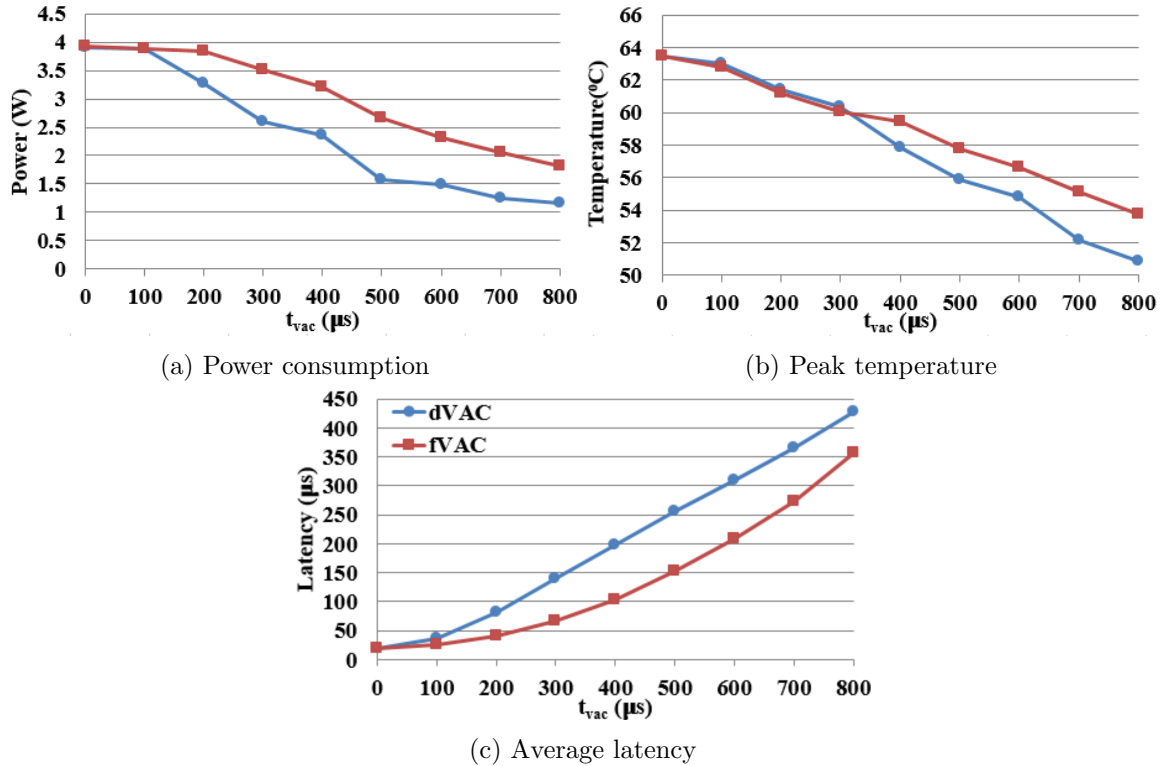 4.5
4
3.5
3
2.5
2
1.5
1
0.5
0
Power (W)
0 100 200 300 400 500 600 700 800
t_vac (μs)
(a) Power consumption
66
64
62
60
58
56
54
52
50
Temperature(⁰C)
0 100 200 300 400 500 600 700 800
t_vac (μs)
(b) Peak temperature
450
400
350
300
250
200
150
100
50
0
Latency (μs)
dVAC
fVAC
0 100 200 300 400 500 600 700 800
t_vac (μs)
(c) Average latency